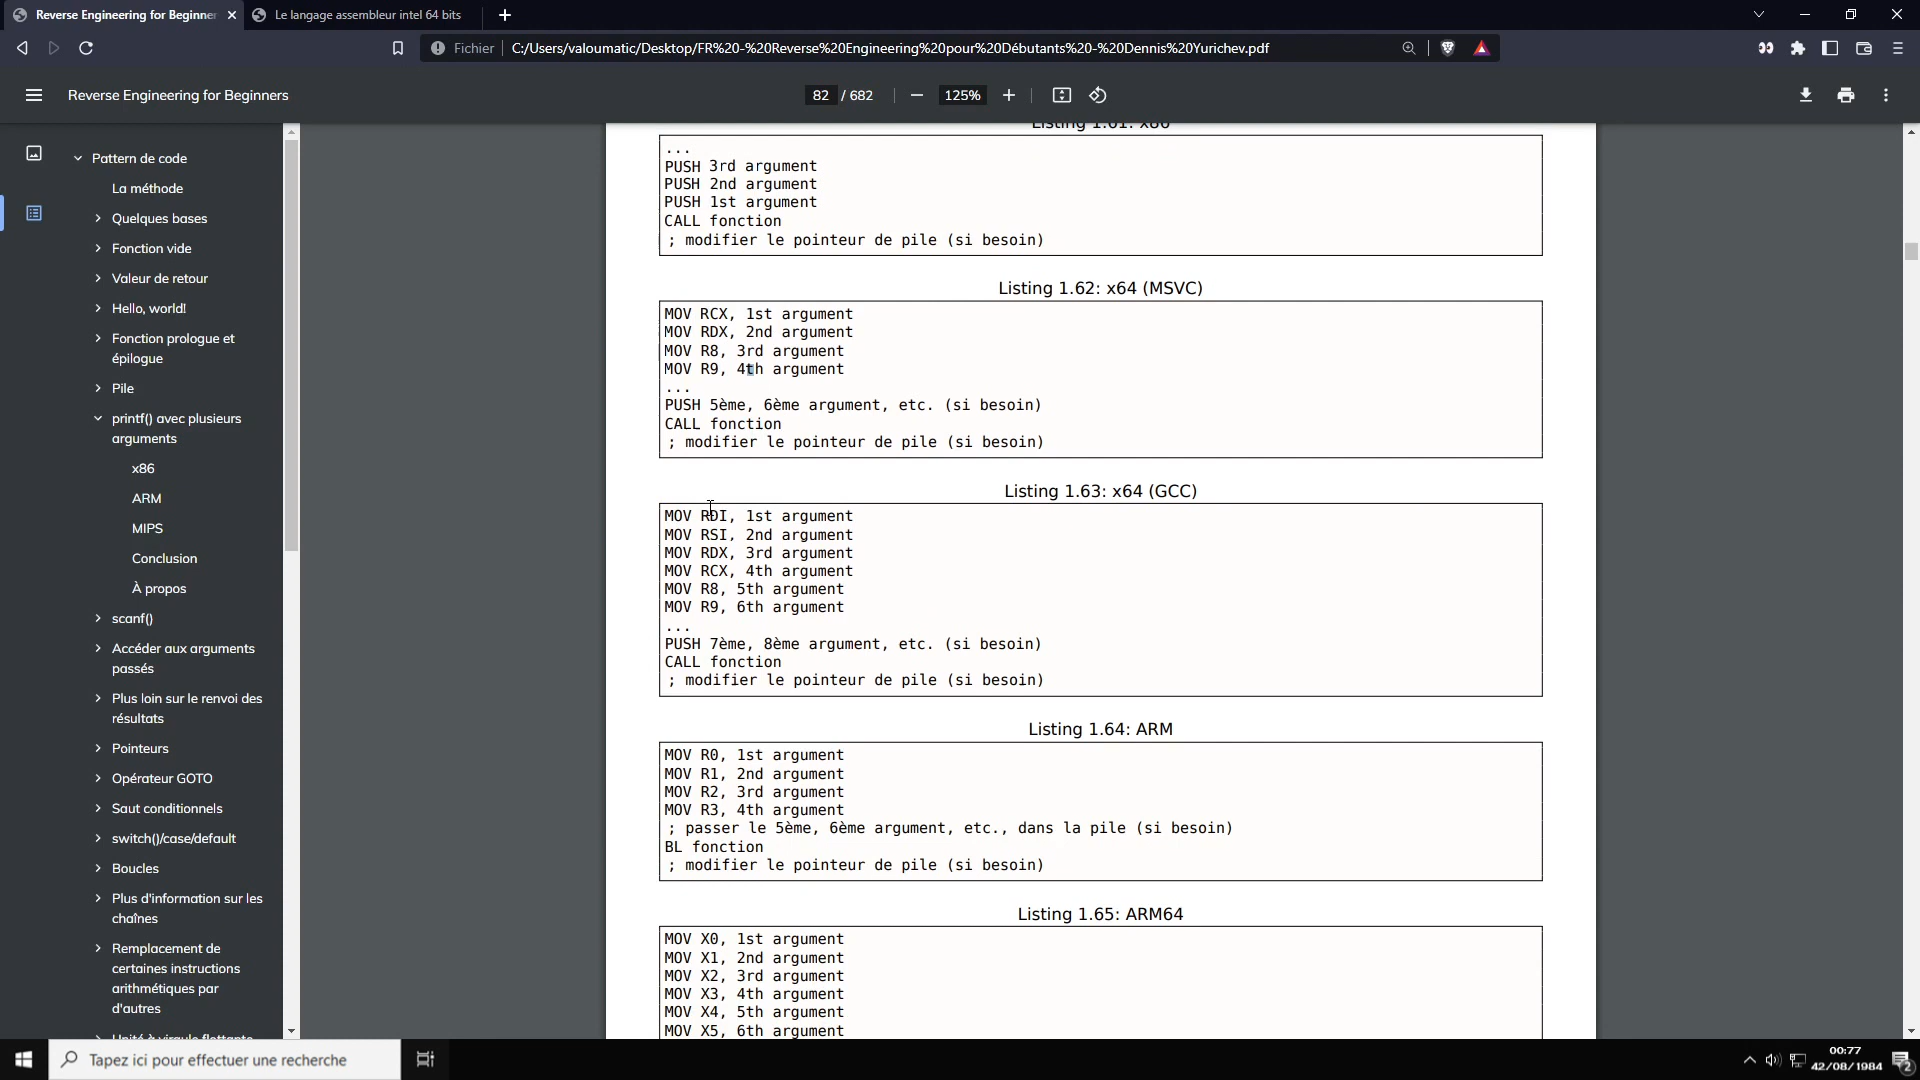 Reverse Engineering for Beginner
Le langage assembleur intel 64 bits
Fichier
C:/Users/valoumatic/Desktop/FR%20-%20Reverse%20Engineering%20pour%20Débutants%20-%20Dennis%20Yurichev.pdf
Reverse Engineering for Beginners
82 / 682
125%
Pattern de code
La méthode
Quelques bases
Fonction vide
Valeur de retour
Hello, world!
Fonction prologue et
épilogue
Pile
printf() avec plusieurs
arguments
x86
ARM
MIPS
Conclusion
À propos
scanf()
Accéder aux arguments
passés
Plus loin sur le renvoi des
résultats
Pointeurs
Opérateur GOTO
Saut conditionnels
switch()/case/default
Boucles
Plus d'information sur les
chaînes
Remplacement de
certaines instructions
arithmétiques par
d'autres
Unité à virgule flottante
Listing 1.61: x86
...
PUSH 3rd argument
PUSH 2nd argument
PUSH 1st argument
CALL fonction
; modifier le pointeur de pile (si besoin)
Listing 1.62: x64 (MSVC)
MOV RCX, 1st argument
MOV RDX, 2nd argument
MOV R8, 3rd argument
MOV R9, 4th argument
...
PUSH 5ème, 6ème argument, etc. (si besoin)
CALL fonction
; modifier le pointeur de pile (si besoin)
Listing 1.63: x64 (GCC)
MOV RDI, 1st argument
MOV RSI, 2nd argument
MOV RDX, 3rd argument
MOV RCX, 4th argument
MOV R8, 5th argument
MOV R9, 6th argument
...
PUSH 7ème, 8ème argument, etc. (si besoin)
CALL fonction
; modifier le pointeur de pile (si besoin)
Listing 1.64: ARM
MOV R0, 1st argument
MOV R1, 2nd argument
MOV R2, 3rd argument
MOV R3, 4th argument
; passer le 5ème, 6ème argument, etc., dans la pile (si besoin)
BL fonction
; modifier le pointeur de pile (si besoin)
Listing 1.65: ARM64
MOV X0, 1st argument
MOV X1, 2nd argument
MOV X2, 3rd argument
MOV X3, 4th argument
MOV X4, 5th argument
MOV X5, 6th argument
Tapez ici pour effectuer une recherche
00:77
42/08/1984
2